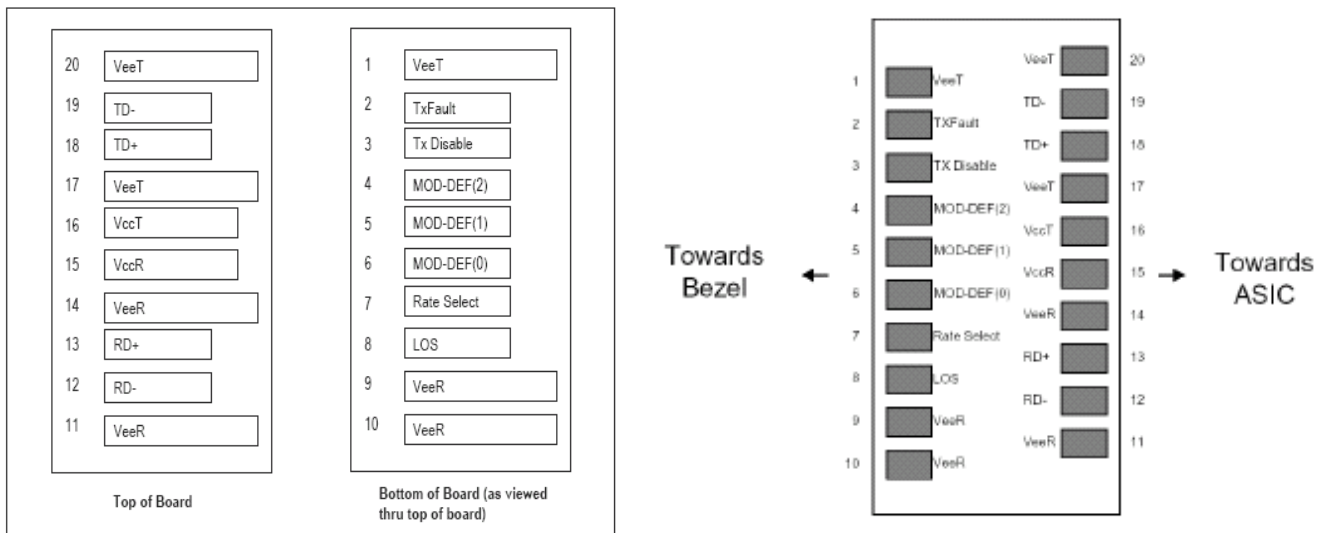 20 VeeT
19 TD-
18 TD+
17 VeeT
16 VccT
15 VccR
14 VeeR
13 RD+
12 RD-
11 VeeR
Top of Board
1 VeeT
2 TxFault
3 Tx Disable
4 MOD-DEF(2)
5 MOD-DEF(1)
6 MOD-DEF(0)
7 Rate Select
8 LOS
9 VeeR
10 VeeR
Bottom of Board (as viewed
thru top of board)
Towards
Bezel
1 VeeT
2 TXFault
3 TX Disable
4 MOD-DEF(2)
5 MOD-DEF(1)
6 MOD-DEF(0)
7 Rate Select
8 LOS
9 VeeR
10 VeeR
VeeT 20
TD- 19
TD+ 18
VeeT 17
VccT 16
VccR 15
VeeR 14
RD+ 13
RD- 12
VeeR 11
Towards
ASIC